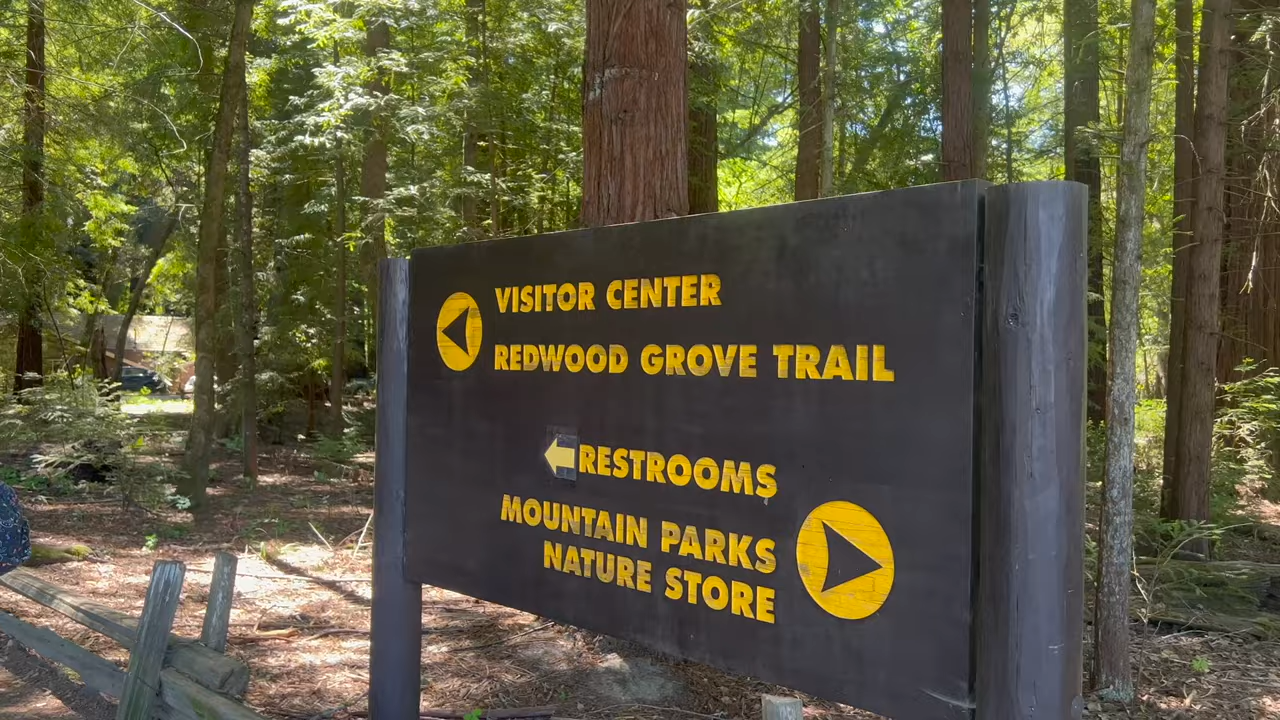 VISITOR CENTER
REDWOOD GROVE TRAIL
RESTROOMS
MOUNTAIN PARKS
NATURE STORE